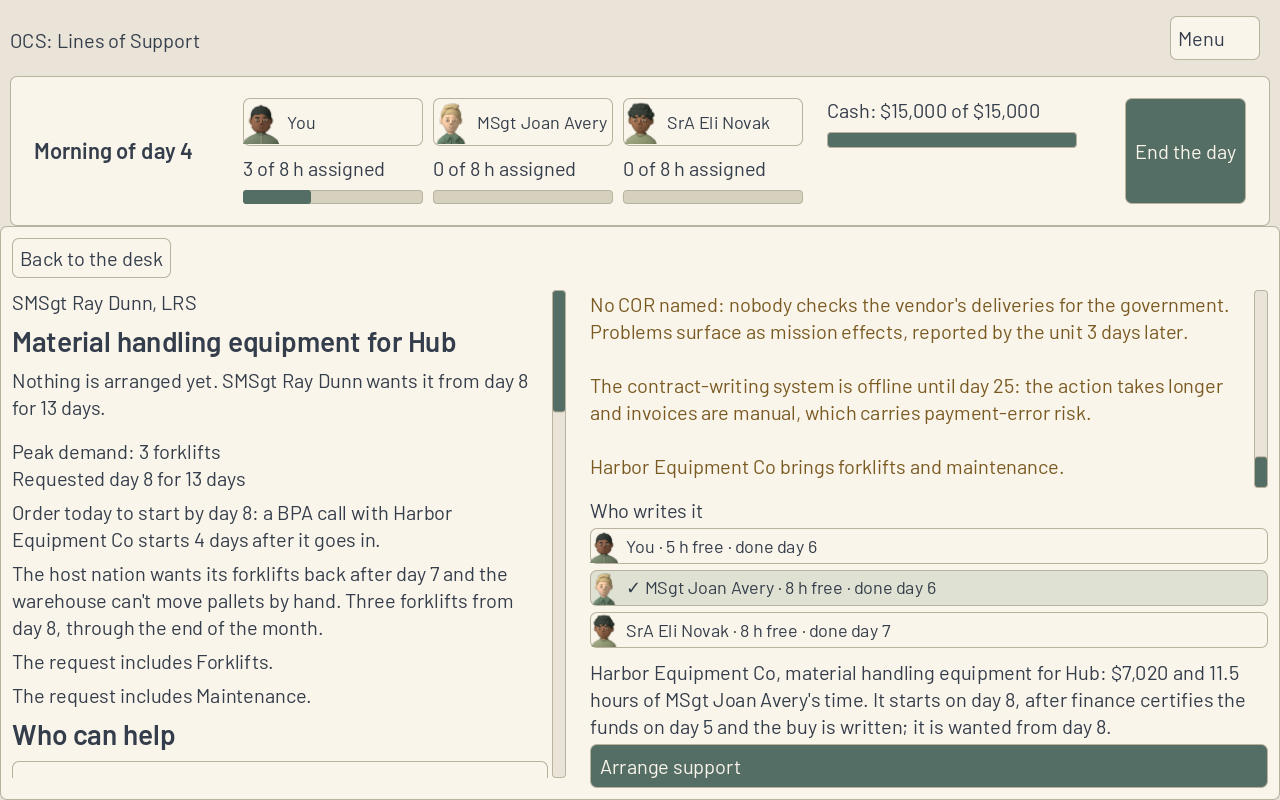 OCS: Lines of Support
Menu
Morning of day 4
You
3 of 8 h assigned
MSgt Joan Avery
0 of 8 h assigned
SrA Eli Novak
0 of 8 h assigned
Cash: $15,000 of $15,000
End the day
Back to the desk
SMSgt Ray Dunn, LRS
Material handling equipment for Hub
Nothing is arranged yet. SMSgt Ray Dunn wants it from day 8
for 13 days.
Peak demand: 3 forklifts
Requested day 8 for 13 days
Order today to start by day 8: a BPA call with Harbor
Equipment Co starts 4 days after it goes in.
The host nation wants its forklifts back after day 7 and the
warehouse can't move pallets by hand. Three forklifts from
day 8, through the end of the month.
The request includes Forklifts.
The request includes Maintenance.
Who can help
No COR named: nobody checks the vendor's deliveries for the government.
Problems surface as mission effects, reported by the unit 3 days later.
The contract-writing system is offline until day 25: the action takes longer
and invoices are manual, which carries payment-error risk.
Harbor Equipment Co brings forklifts and maintenance.
Who writes it
You · 5 h free · done day 6
✓ MSgt Joan Avery · 8 h free · done day 6
SrA Eli Novak · 8 h free · done day 7
Harbor Equipment Co, material handling equipment for Hub: $7,020 and 11.5
hours of MSgt Joan Avery's time. It starts on day 8, after finance certifies the
funds on day 5 and the buy is written; it is wanted from day 8.
Arrange support